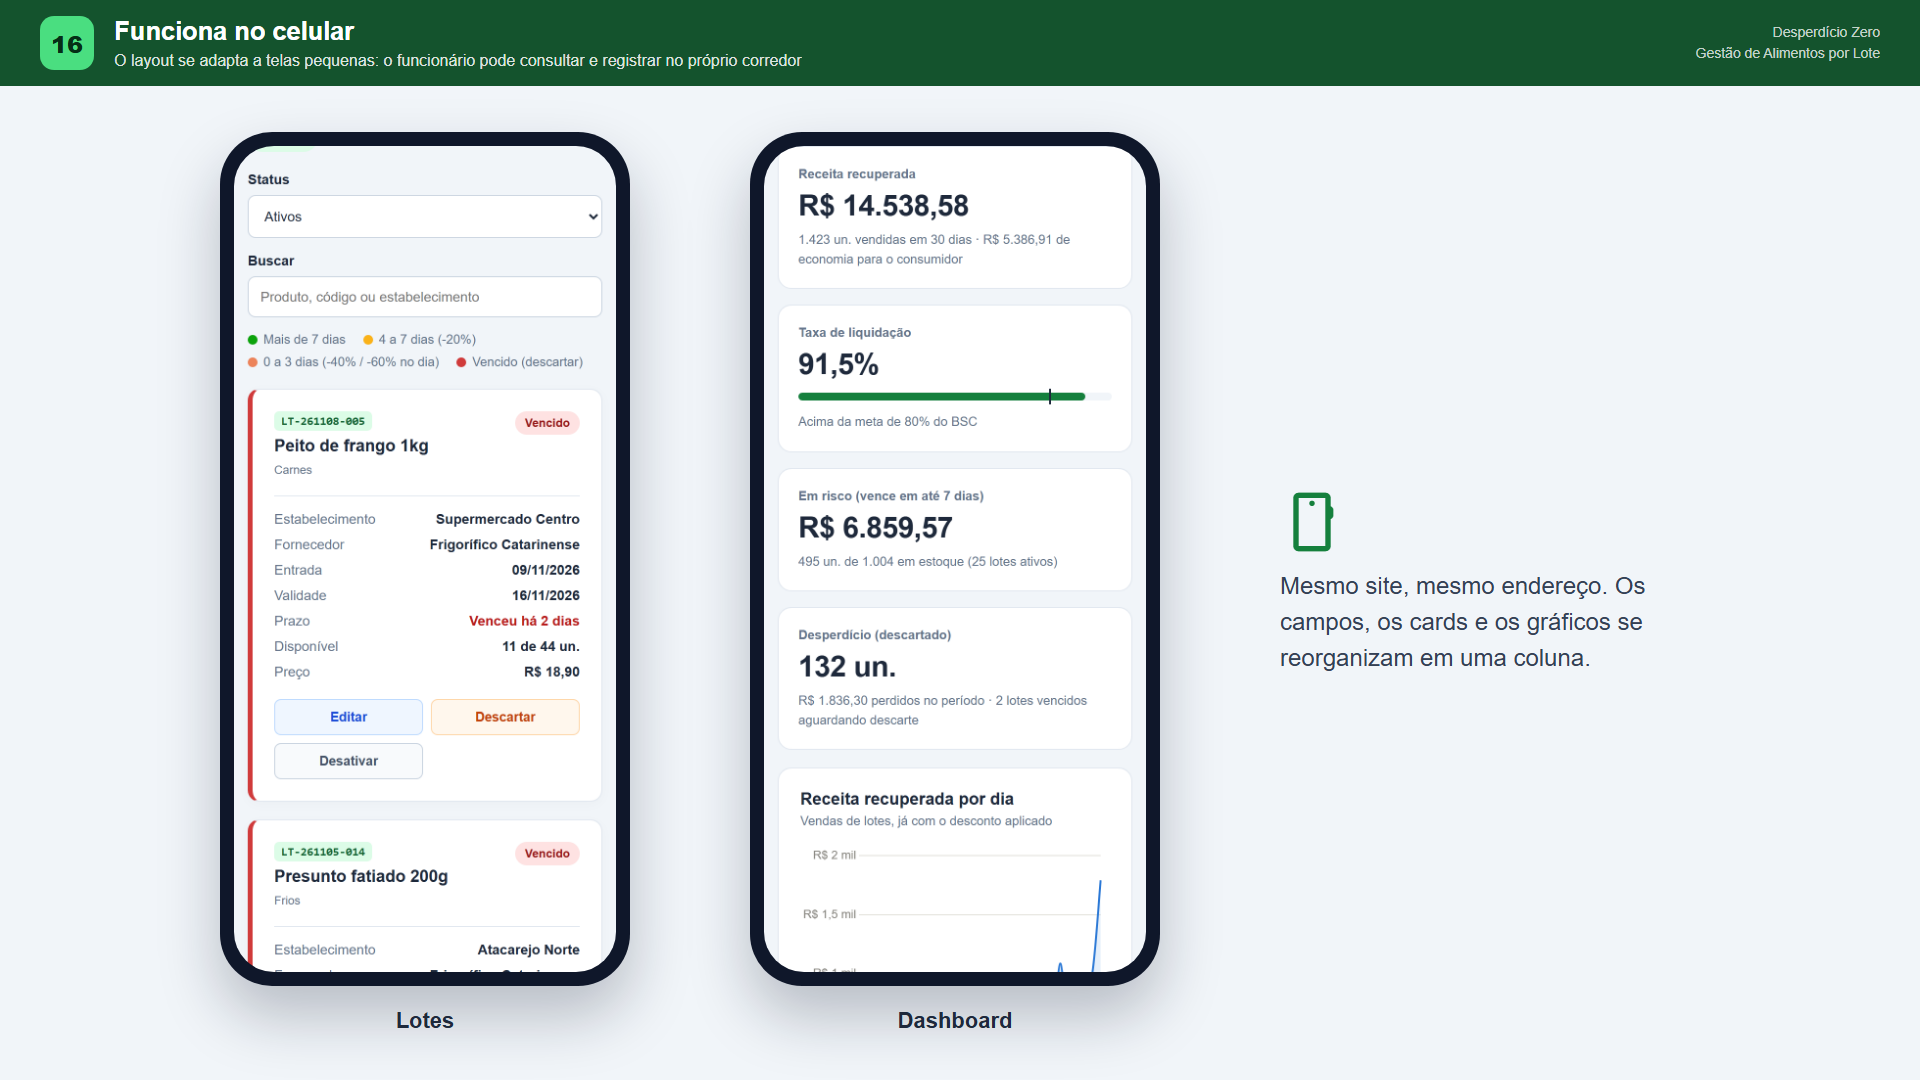 16
Funciona no celular
O layout se adapta a telas pequenas: o funcionário pode consultar e registrar no próprio corredor
Desperdício Zero
Gestão de Alimentos por Lote
Status
Ativos
Buscar
Produto, código ou estabelecimento
Mais de 7 dias
4 a 7 dias (-20%)
0 a 3 dias (-40% / -60% no dia)
Vencido (descartar)
LT-261108-005
Vencido
Peito de frango 1kg
Carnes
Estabelecimento Supermercado Centro
Fornecedor Frigorífico Catarinense
Entrada 09/11/2026
Validade 16/11/2026
Prazo Venceu há 2 dias
Disponível 11 de 44 un.
Preço R$ 18,90
Editar
Descartar
Desativar
LT-261105-014
Vencido
Presunto fatiado 200g
Frios
Estabelecimento Atacarejo Norte
Lotes
Receita recuperada
R$ 14.538,58
1.423 un. vendidas em 30 dias · R$ 5.386,91 de
economia para o consumidor
Taxa de liquidação
91,5%
Acima da meta de 80% do BSC
Em risco (vence em até 7 dias)
R$ 6.859,57
495 un. de 1.004 em estoque (25 lotes ativos)
Desperdício (descartado)
132 un.
R$ 1.836,30 perdidos no período · 2 lotes vencidos
aguardando descarte
Receita recuperada por dia
Vendas de lotes, já com o desconto aplicado
R$ 2 mil
R$ 1,5 mil
R$ 1 mil
Dashboard
Mesmo site, mesmo endereço. Os
campos, os cards e os gráficos se
reorganizam em uma coluna.